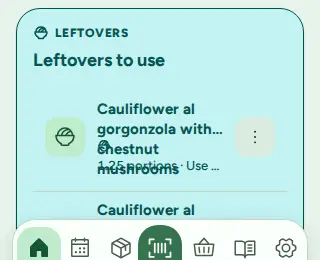 LEFTOVERS
Leftovers to use
Cauliflower al
gorgonzola with...
chestnut
mushrooms
1.25 portions · Use ...
Cauliflower al